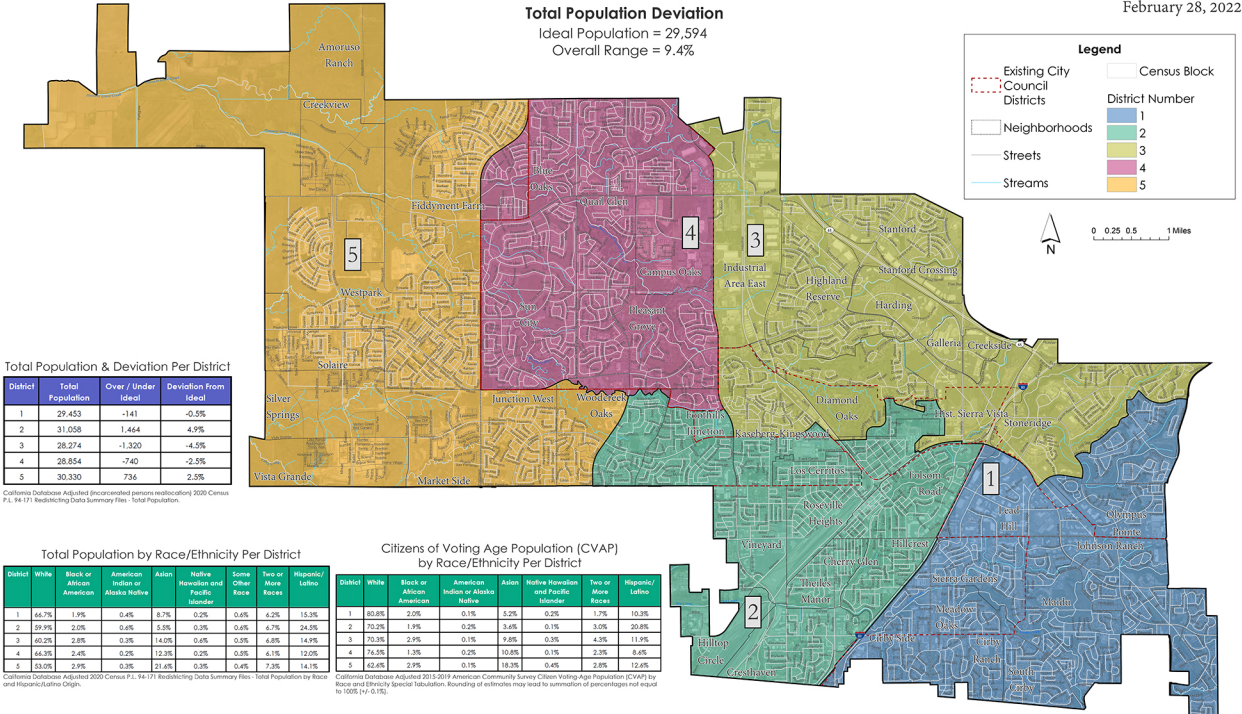 February 28, 2022
Total Population Deviation
Ideal Population = 29,594
Overall Range = 9.4%
Legend
Existing City
Council
Districts
Neighborhoods
Streets
Streams
Census Block
District Number
1
2
3
4
5
N
0 0.25 0.5 1 Miles
Amoruso
Ranch
Creekview
Fiddyment Farm
5
Westpark
Solaire
Silver
Springs
Vista Grande
Market Side
Junction West
Woodcreek
Oaks
Blue
Oaks
Quail Glen
4
Campus Oaks
Sun
City
Pleasant
Grove
Foothills
Junction
3
Industrial
Area East
Stanford
Stanford Crossing
Highland
Reserve
Harding
Galleria
Creekside
Diamond
Oaks
Kaseberg-Kingswood
Hist. Sierra Vista
Stoneridge
Los Cerritos
Folsom
Road
Roseville
Heights
Vineyard
Hillcrest
Cherry Glen
Theiles
Manor
2
Hilltop
Circle
Cresthaven
1
Lead
Hill
Olympus
Pointe
Johnson Ranch
Sierra Gardens
Meadow
Oaks
Maidu
Cirby Side
Cirby
Ranch
South
Cirby
Total Population & Deviation Per District
District Total Population Over / Under Ideal Deviation From Ideal
1 29,453 -141 -0.5%
2 31,058 1,464 4.9%
3 28,274 -1,320 -4.5%
4 28,854 -740 -2.5%
5 30,330 736 2.5%
California Database Adjusted (incarcerated persons reallocation) 2020 Census
P.L. 94-171 Redistricting Data Summary Files - Total Population.
Total Population by Race/Ethnicity Per District
District White Black or African American American Indian or Alaska Native Asian Native Hawaiian and Pacific Islander Some Other Race Two or More Races Hispanic/ Latino
1 66.7% 1.9% 0.4% 8.7% 0.2% 0.6% 6.2% 15.3%
2 59.9% 2.0% 0.6% 5.5% 0.3% 0.6% 6.7% 24.5%
3 60.2% 2.8% 0.3% 14.0% 0.6% 0.5% 6.8% 14.9%
4 66.3% 2.4% 0.2% 12.3% 0.2% 0.5% 6.1% 12.0%
5 53.0% 2.9% 0.3% 21.6% 0.3% 0.4% 7.3% 14.1%
California Database Adjusted 2020 Census P.L. 94-171 Redistricting Data Summary Files - Total Population by Race
and Hispanic/Latino Origin.
Citizens of Voting Age Population (CVAP)
by Race/Ethnicity Per District
District White Black or African American American Indian or Alaska Native Asian Native Hawaiian and Pacific Islander Two or More Races Hispanic/ Latino
1 80.8% 2.0% 0.1% 5.2% 0.2% 1.7% 10.3%
2 70.2% 1.9% 0.2% 3.6% 0.1% 3.0% 20.8%
3 70.3% 2.9% 0.1% 9.8% 0.3% 4.3% 11.9%
4 76.5% 1.3% 0.2% 10.8% 0.1% 2.3% 8.6%
5 62.6% 2.9% 0.1% 18.3% 0.4% 2.8% 12.6%
California Database Adjusted 2015-2019 American Community Survey Citizen Voting-Age Population (CVAP) by
Race and Ethnicity Special Tabulation. Rounding of estimates may lead to summation of percentages not equal
to 100% (+/- 0.1%).